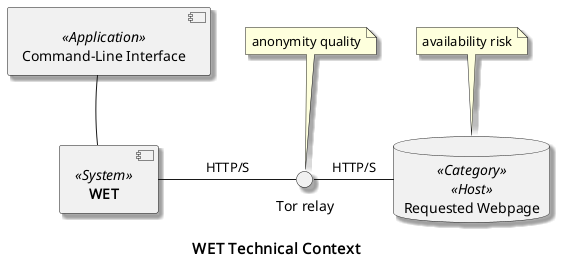 «Application»
Command-Line Interface
anonymity quality
availability risk
«System»
WET
HTTP/S
Tor relay
HTTP/S
«Category»
«Host»
Requested Webpage
WET Technical Context